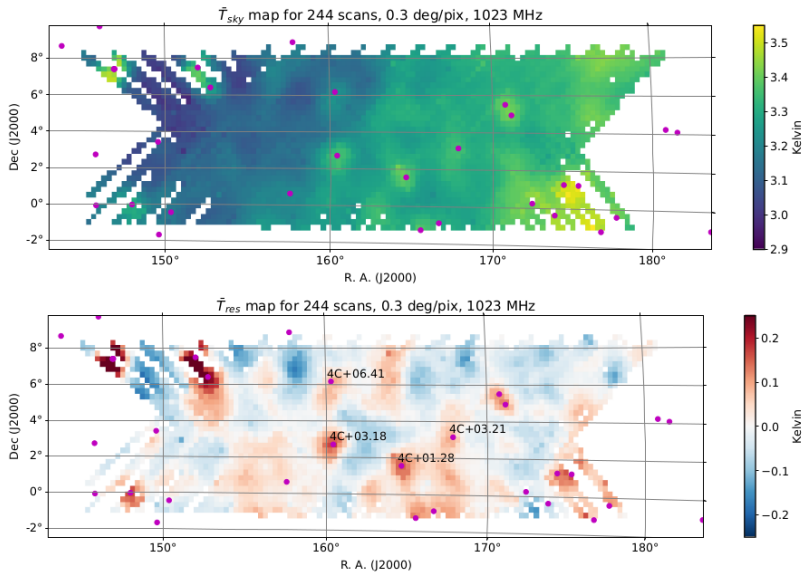 T̄sky map for 244 scans, 0.3 deg/pix, 1023 MHz
8°
6°
4°
2°
0°
-2°
Dec (J2000)
150°
160°
170°
180°
R. A. (J2000)
3.5
3.4
3.3
3.2
3.1
3.0
2.9
Kelvin
T̄res map for 244 scans, 0.3 deg/pix, 1023 MHz
8°
6°
4°
2°
0°
-2°
Dec (J2000)
4C+06.41
4C+03.18
4C+03.21
4C+01.28
150°
160°
170°
180°
R. A. (J2000)
0.2
0.1
0.0
−0.1
−0.2
Kelvin